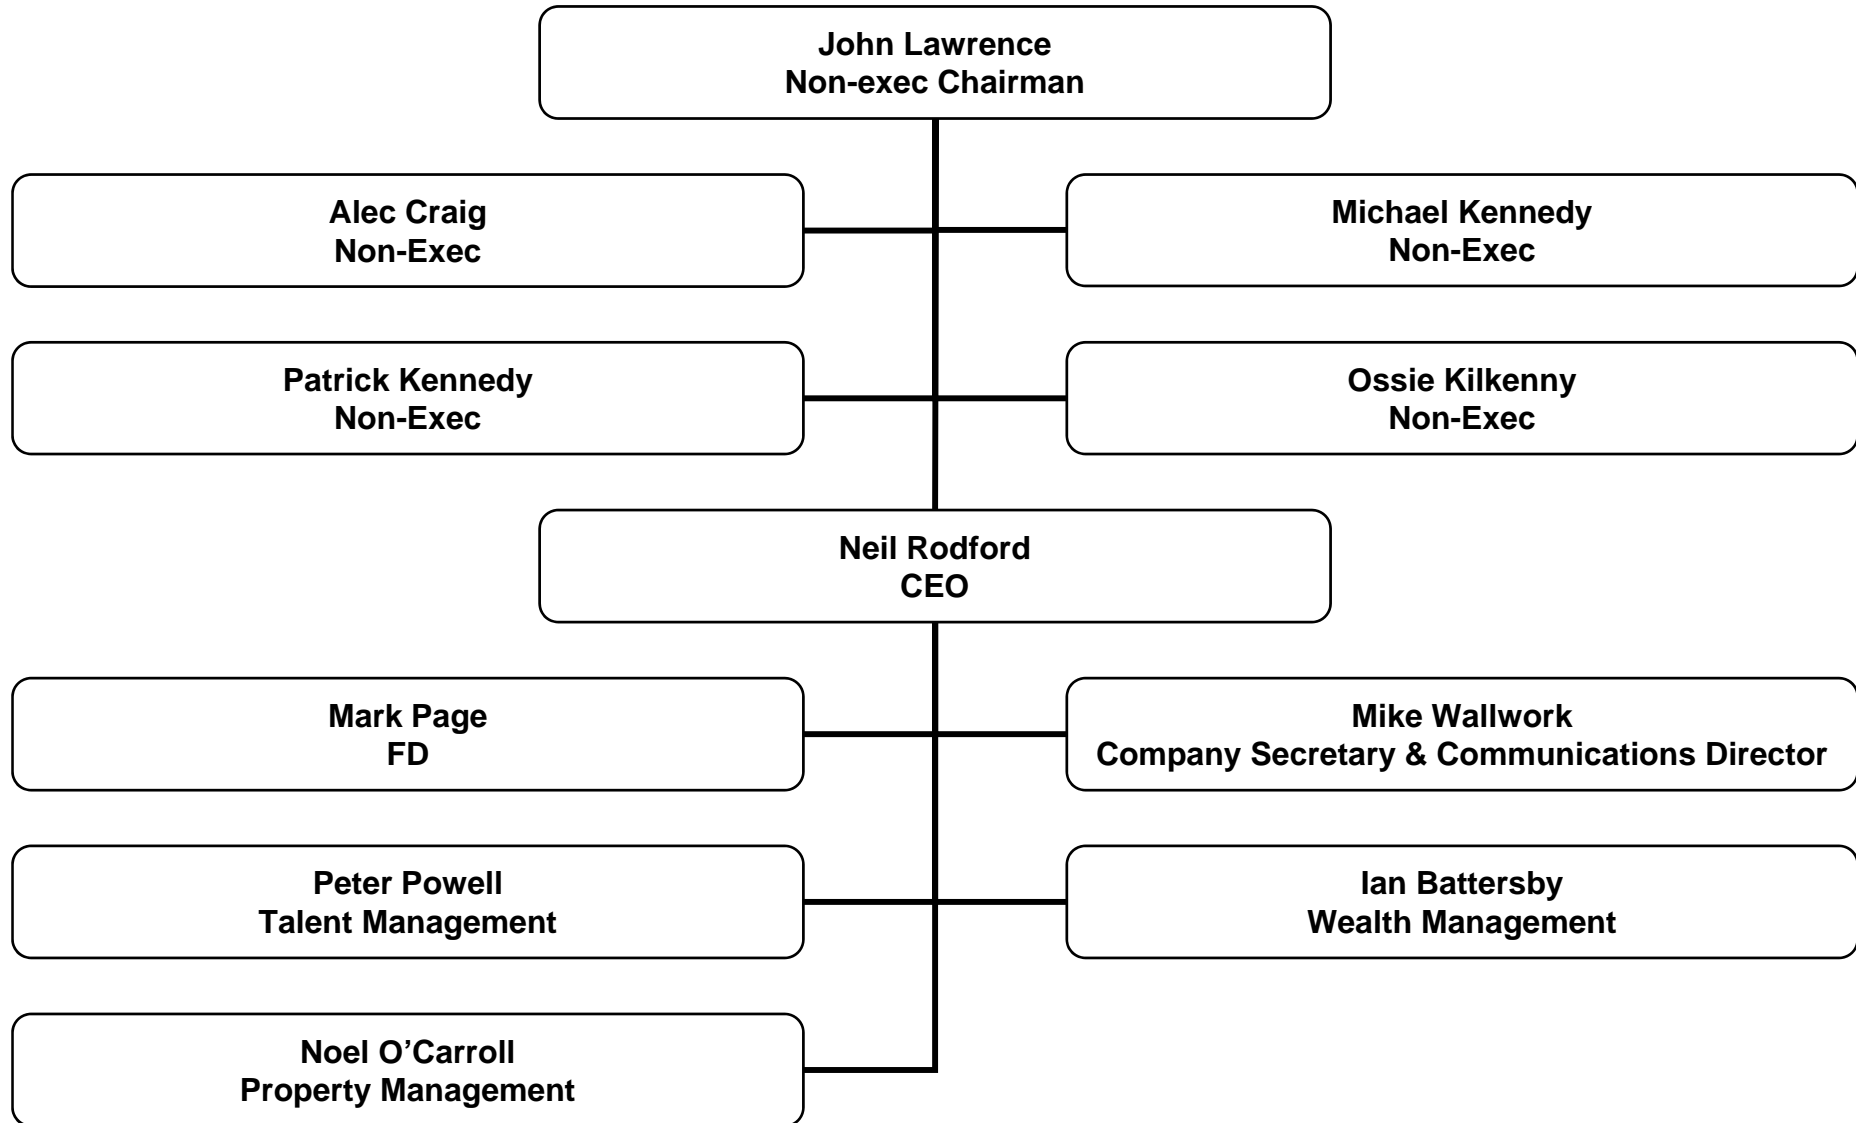 John Lawrence
Non-exec Chairman
Alec Craig
Non-Exec
Michael Kennedy
Non-Exec
Patrick Kennedy
Non-Exec
Ossie Kilkenny
Non-Exec
Neil Rodford
CEO
Mark Page
FD
Mike Wallwork
Company Secretary & Communications Director
Peter Powell
Talent Management
Ian Battersby
Wealth Management
Noel O’Carroll
Property Management